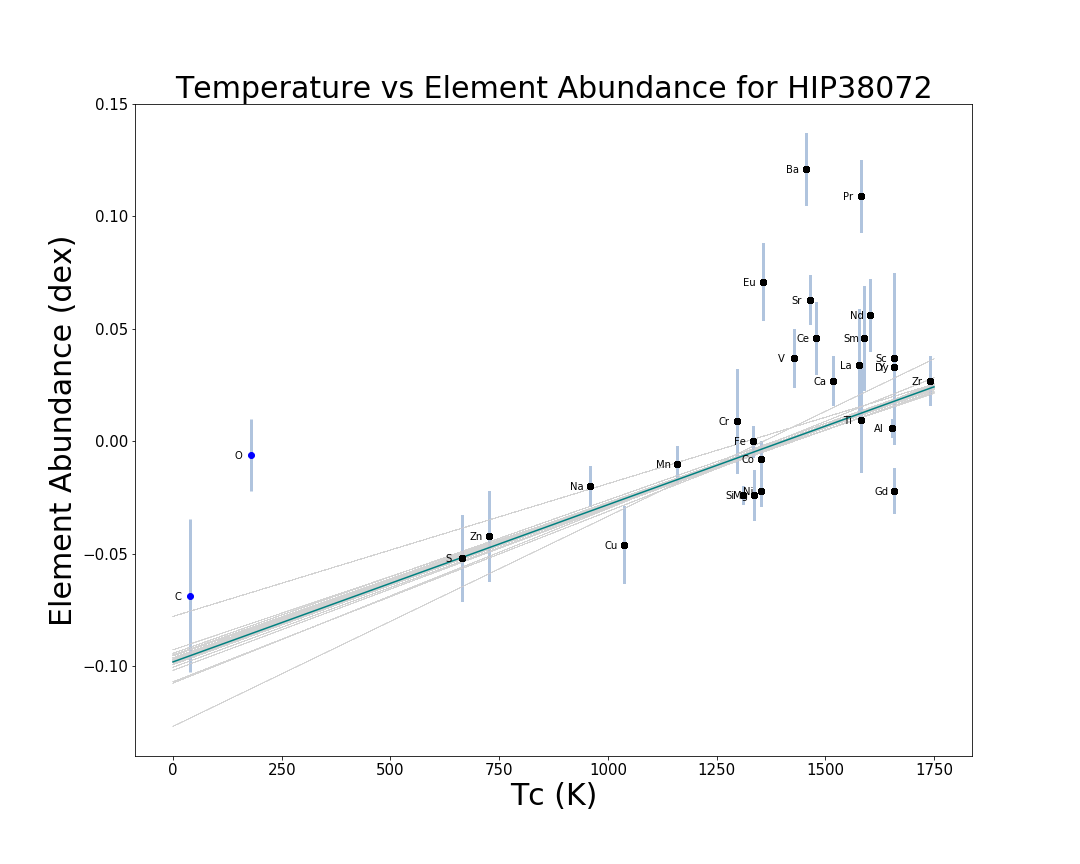 Temperature vs Element Abundance for HIP38072
Element Abundance (dex)
0.15
0.10
0.05
0.00
−0.05
−0.10
Ba
Pr
Eu
Sr
Nd
Ce
Sm
V
Sc
La
Dy
Ca
Zr
Cr
Ti
Al
Fe
O
Co
Mn
Na
Ni
Gd
Si
Mg
Zn
Cu
S
C
0 250 500 750 1000 1250 1500 1750
Tc (K)